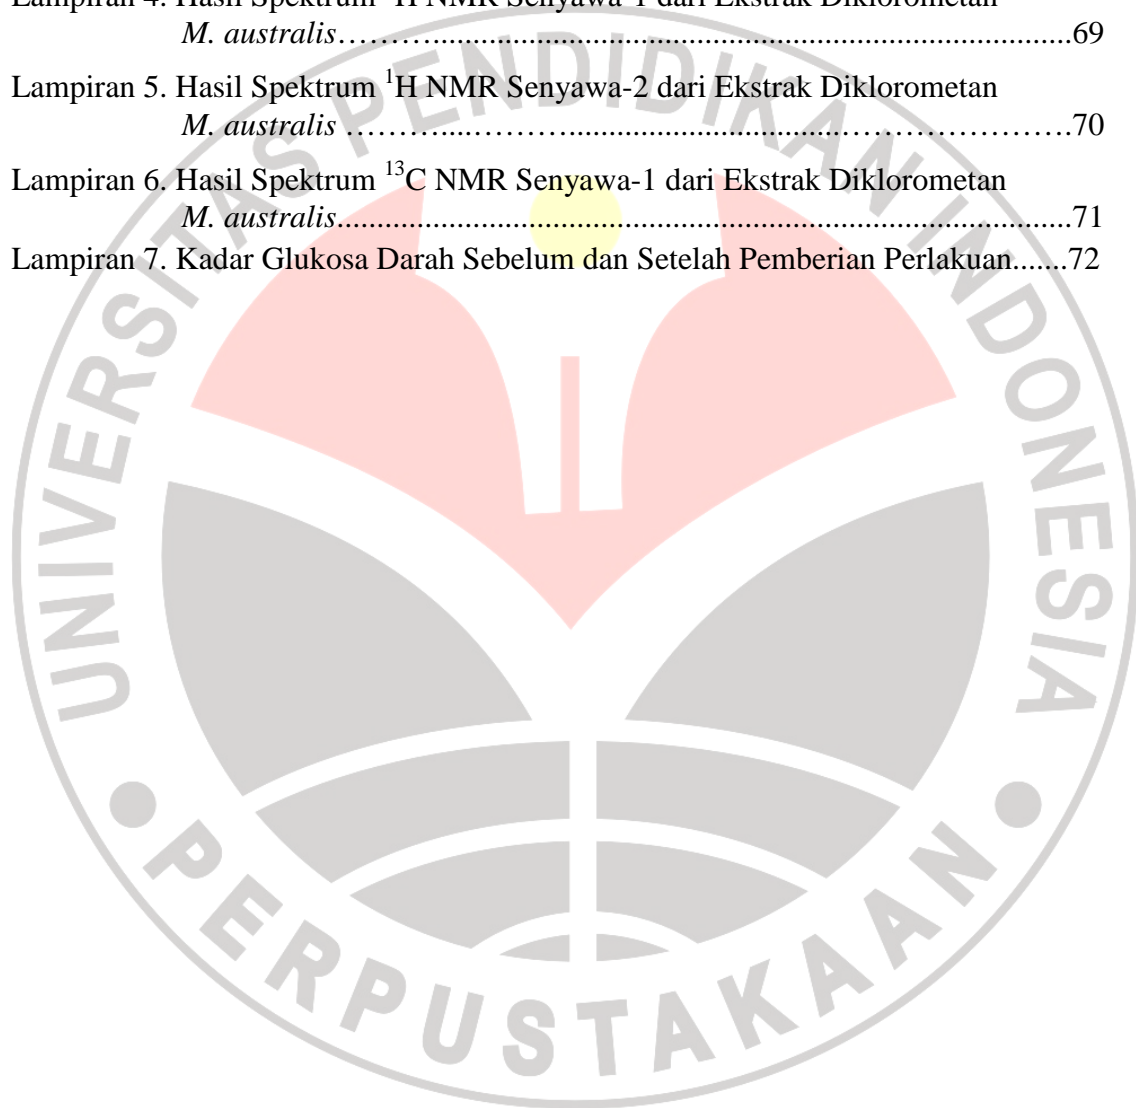 Lampiran 4. Hasil Spektrum ¹H NMR Senyawa-1 dari Ekstrak Diklorometan
M. australis……..………................................................................................69
Lampiran 5. Hasil Spektrum ¹H NMR Senyawa-2 dari Ekstrak Diklorometan
M. australis ………....………..................................…………………………70
Lampiran 6. Hasil Spektrum ¹³C NMR Senyawa-1 dari Ekstrak Diklorometan
M. australis............................................................................................71
Lampiran 7. Kadar Glukosa Darah Sebelum dan Setelah Pemberian Perlakuan.......72
UNIVERSITAS PENDIDIKAN INDONESIA
PERPUSTAKAAN